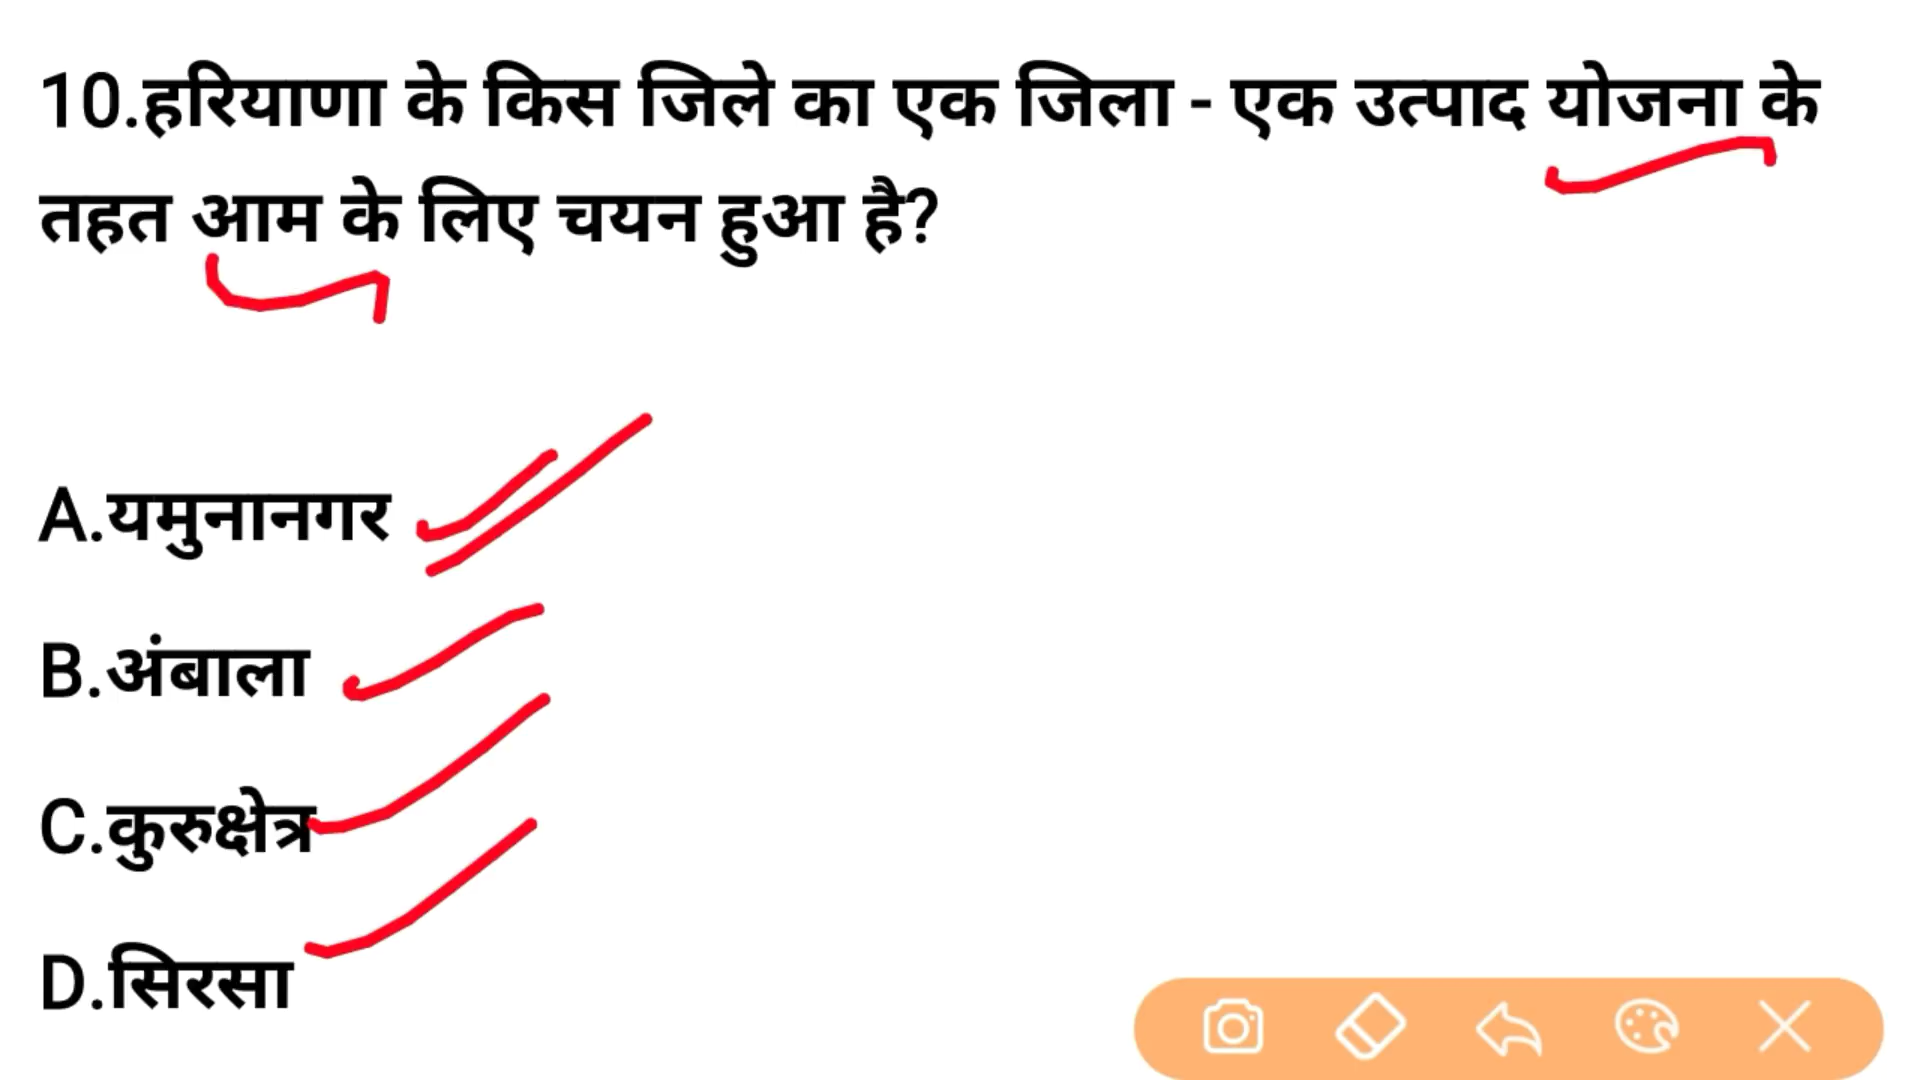 10.हरियाणा के किस जिले का एक जिला - एक उत्पाद योजना के
तहत आम के लिए चयन हुआ है?
A.यमुनानगर
B.अंबाला
C.कुरुक्षेत्र
D.सिरसा